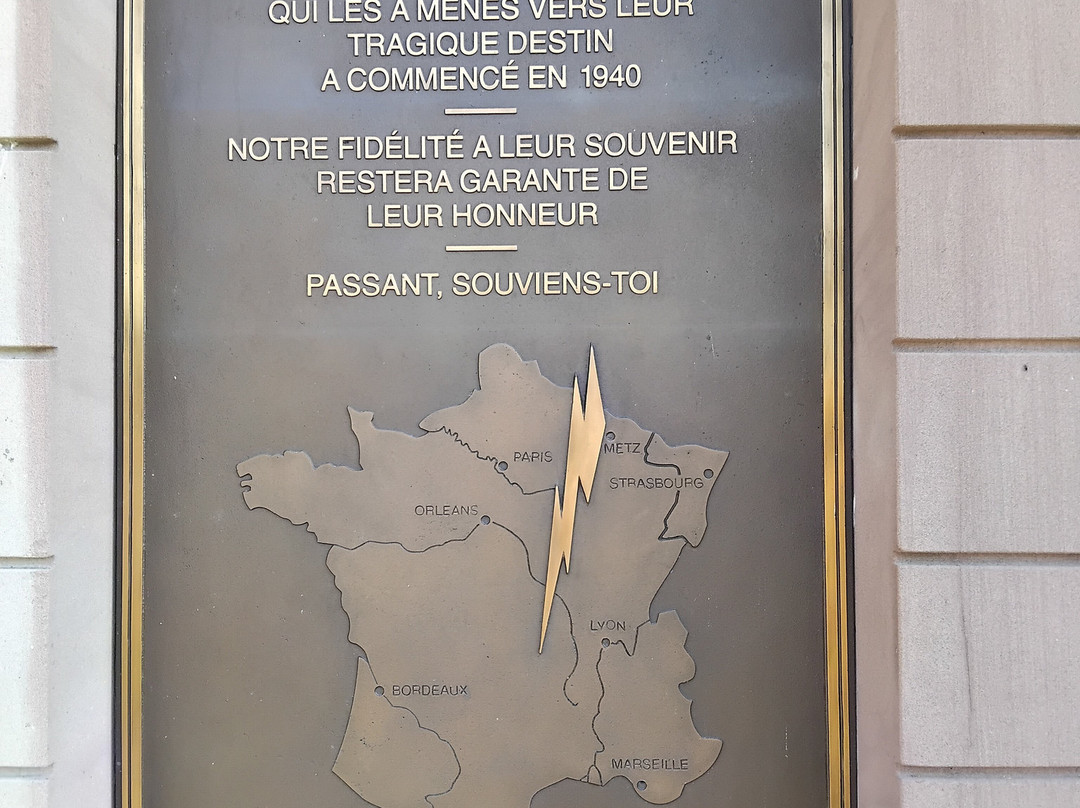 QUI LES A MENÉS VERS LEUR
TRAGIQUE DESTIN
A COMMENCÉ EN 1940
NOTRE FIDÉLITÉ A LEUR SOUVENIR
RESTERA GARANTE DE
LEUR HONNEUR
PASSANT, SOUVIENS-TOI
METZ
PARIS
STRASBOURG
ORLEANS
LYON
BORDEAUX
MARSEILLE